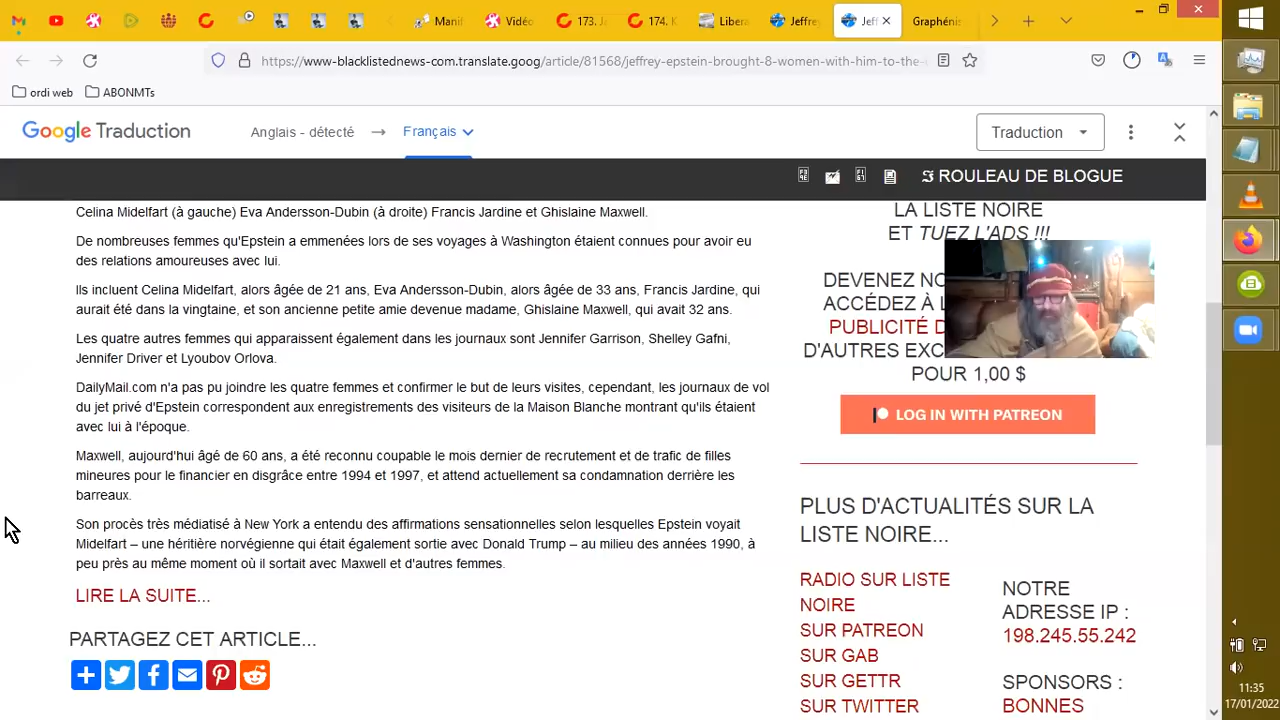 Manif
Vidéo
173. J
174. K
Libera
Jeffrey
Jeff
Graphénis
https://www-blacklistednews-com.translate.goog/article/81568/jeffrey-epstein-brought-8-women-with-him-to-the-
ordi web
ABONMTs
Google Traduction
Anglais - détecté → Français
Traduction
ROULEAU DE BLOGUE
Celina Midelfart (à gauche) Eva Andersson-Dubin (à droite) Francis Jardine et Ghislaine Maxwell.
De nombreuses femmes qu'Epstein a emmenées lors de ses voyages à Washington étaient connues pour avoir eu
des relations amoureuses avec lui.
Ils incluent Celina Midelfart, alors âgée de 21 ans, Eva Andersson-Dubin, alors âgée de 33 ans, Francis Jardine, qui
aurait été dans la vingtaine, et son ancienne petite amie devenue madame, Ghislaine Maxwell, qui avait 32 ans.
Les quatre autres femmes qui apparaissent également dans les journaux sont Jennifer Garrison, Shelley Gafni,
Jennifer Driver et Lyoubov Orlova.
DailyMail.com n'a pas pu joindre les quatre femmes et confirmer le but de leurs visites, cependant, les journaux de vol
du jet privé d'Epstein correspondent aux enregistrements des visiteurs de la Maison Blanche montrant qu'ils étaient
avec lui à l'époque.
Maxwell, aujourd'hui âgé de 60 ans, a été reconnu coupable le mois dernier de recrutement et de trafic de filles
mineures pour le financier en disgrâce entre 1994 et 1997, et attend actuellement sa condamnation derrière les
barreaux.
Son procès très médiatisé à New York a entendu des affirmations sensationnelles selon lesquelles Epstein voyait
Midelfart – une héritière norvégienne qui était également sortie avec Donald Trump – au milieu des années 1990, à
peu près au même moment où il sortait avec Maxwell et d'autres femmes.
LIRE LA SUITE...
PARTAGEZ CET ARTICLE...
LA LISTE NOIRE
ET TUEZ L'ADS !!!
DEVENEZ NO
ACCÉDEZ À L
PUBLICITÉ D
D'AUTRES EXC
POUR 1,00 $
LOG IN WITH PATREON
PLUS D'ACTUALITÉS SUR LA
LISTE NOIRE...
RADIO SUR LISTE
NOIRE
SUR PATREON
SUR GAB
SUR GETTR
SUR TWITTER
NOTRE
ADRESSE IP :
198.245.55.242
SPONSORS :
BONNES
11:35
17/01/2022